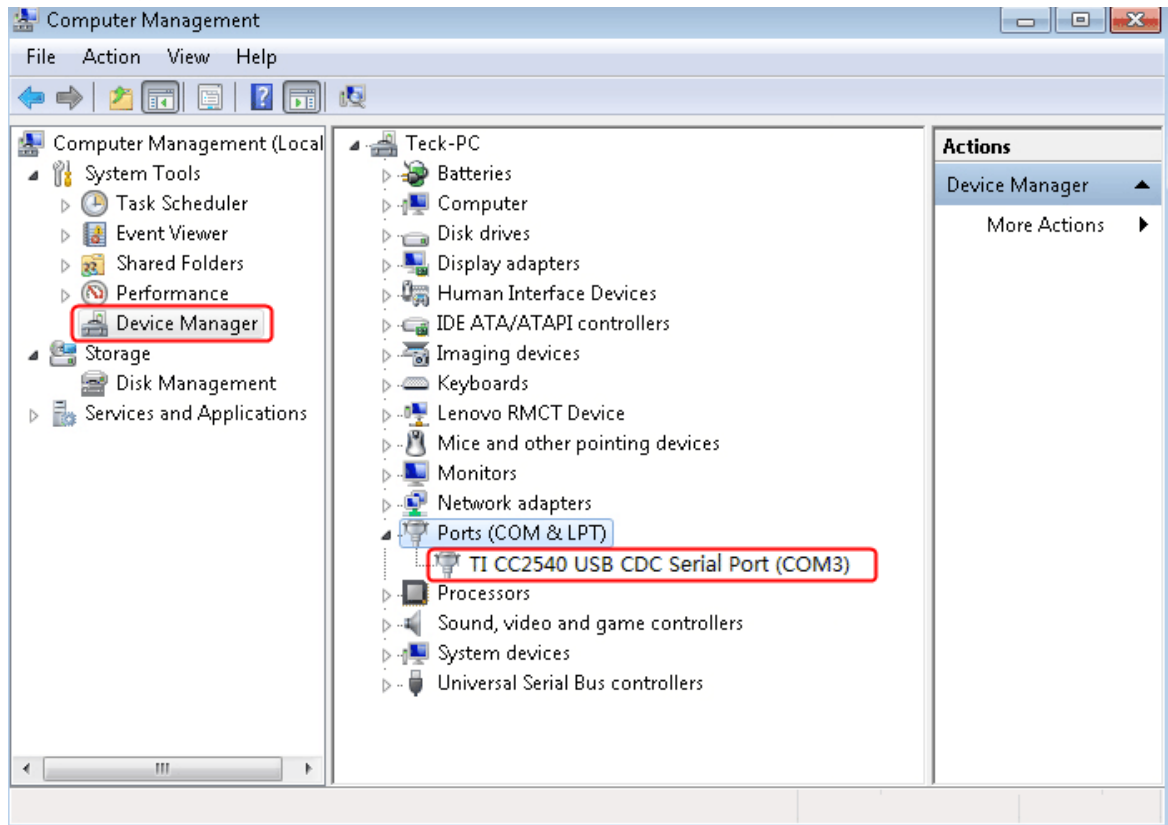 Computer Management
File Action View Help
Computer Management (Local
System Tools
Task Scheduler
Event Viewer
Shared Folders
Performance
Device Manager
Storage
Disk Management
Services and Applications
Teck-PC
Batteries
Computer
Disk drives
Display adapters
Human Interface Devices
IDE ATA/ATAPI controllers
Imaging devices
Keyboards
Lenovo RMCT Device
Mice and other pointing devices
Monitors
Network adapters
Ports (COM & LPT)
TI CC2540 USB CDC Serial Port (COM3)
Processors
Sound, video and game controllers
System devices
Universal Serial Bus controllers
Actions
Device Manager
More Actions